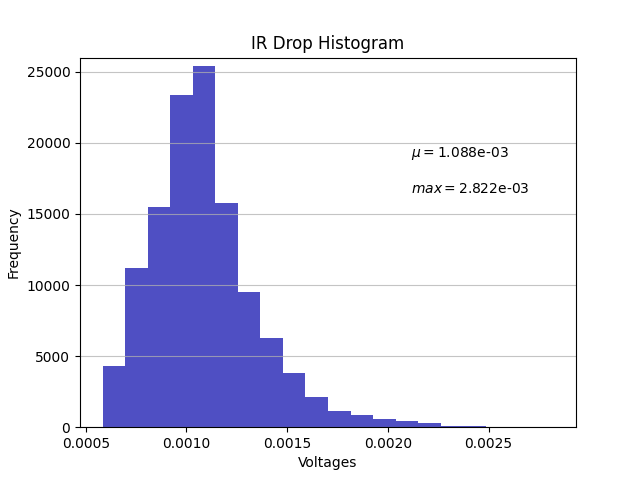 IR Drop Histogram
25000
20000
15000
10000
5000
0
Frequency
μ = 1.088e-03
max = 2.822e-03
0.0005 0.0010 0.0015 0.0020 0.0025
Voltages